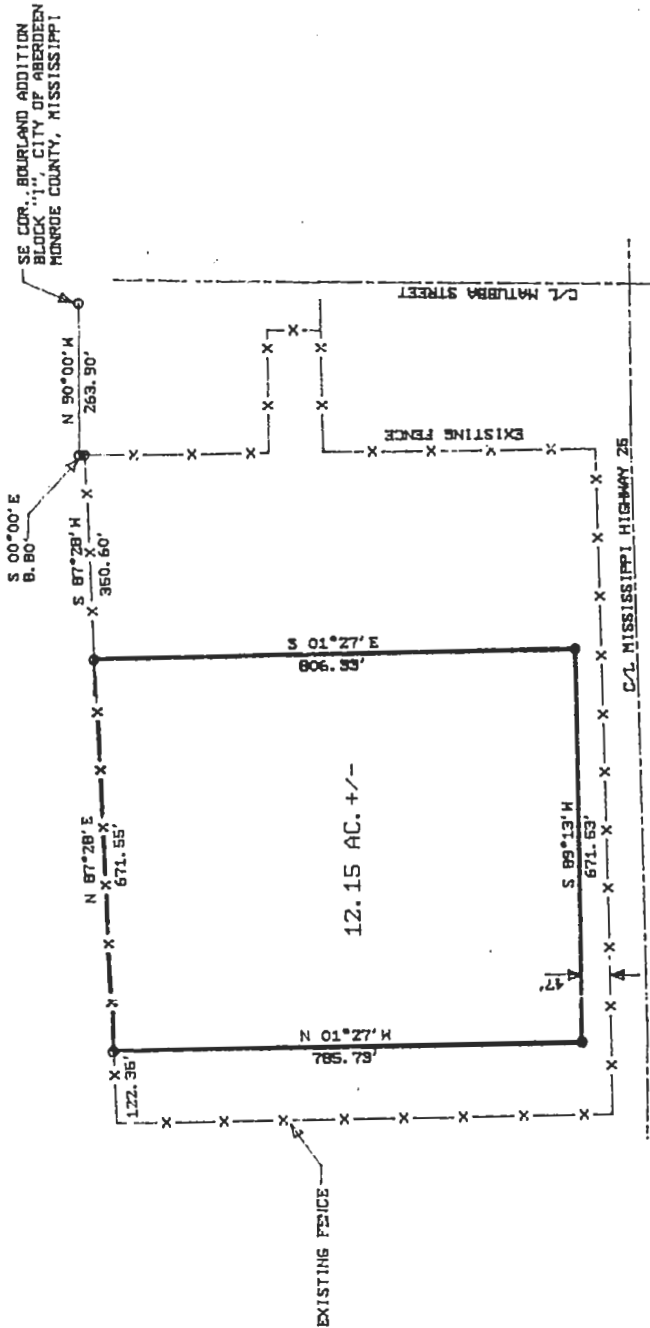 SE COR., BOURLAND ADDITION
BLOCK "1", CITY OF ABERDEEN
MONROE COUNTY, MISSISSIPPI
N 90°00' W
263.90'
S 00°00' E
8.80'
S 87°28' W
350.60'
C/L MATUBBA STREET
EXISTING FENCE
N 87°28' E
671.55'
S 01°27' E
806.99'
12.15 AC. +/-
C/L MISSISSIPPI HIGHWAY 25
S 89°13' W
671.63'
47'
N 01°27' W
785.79'
122.36'
EXISTING FENCE